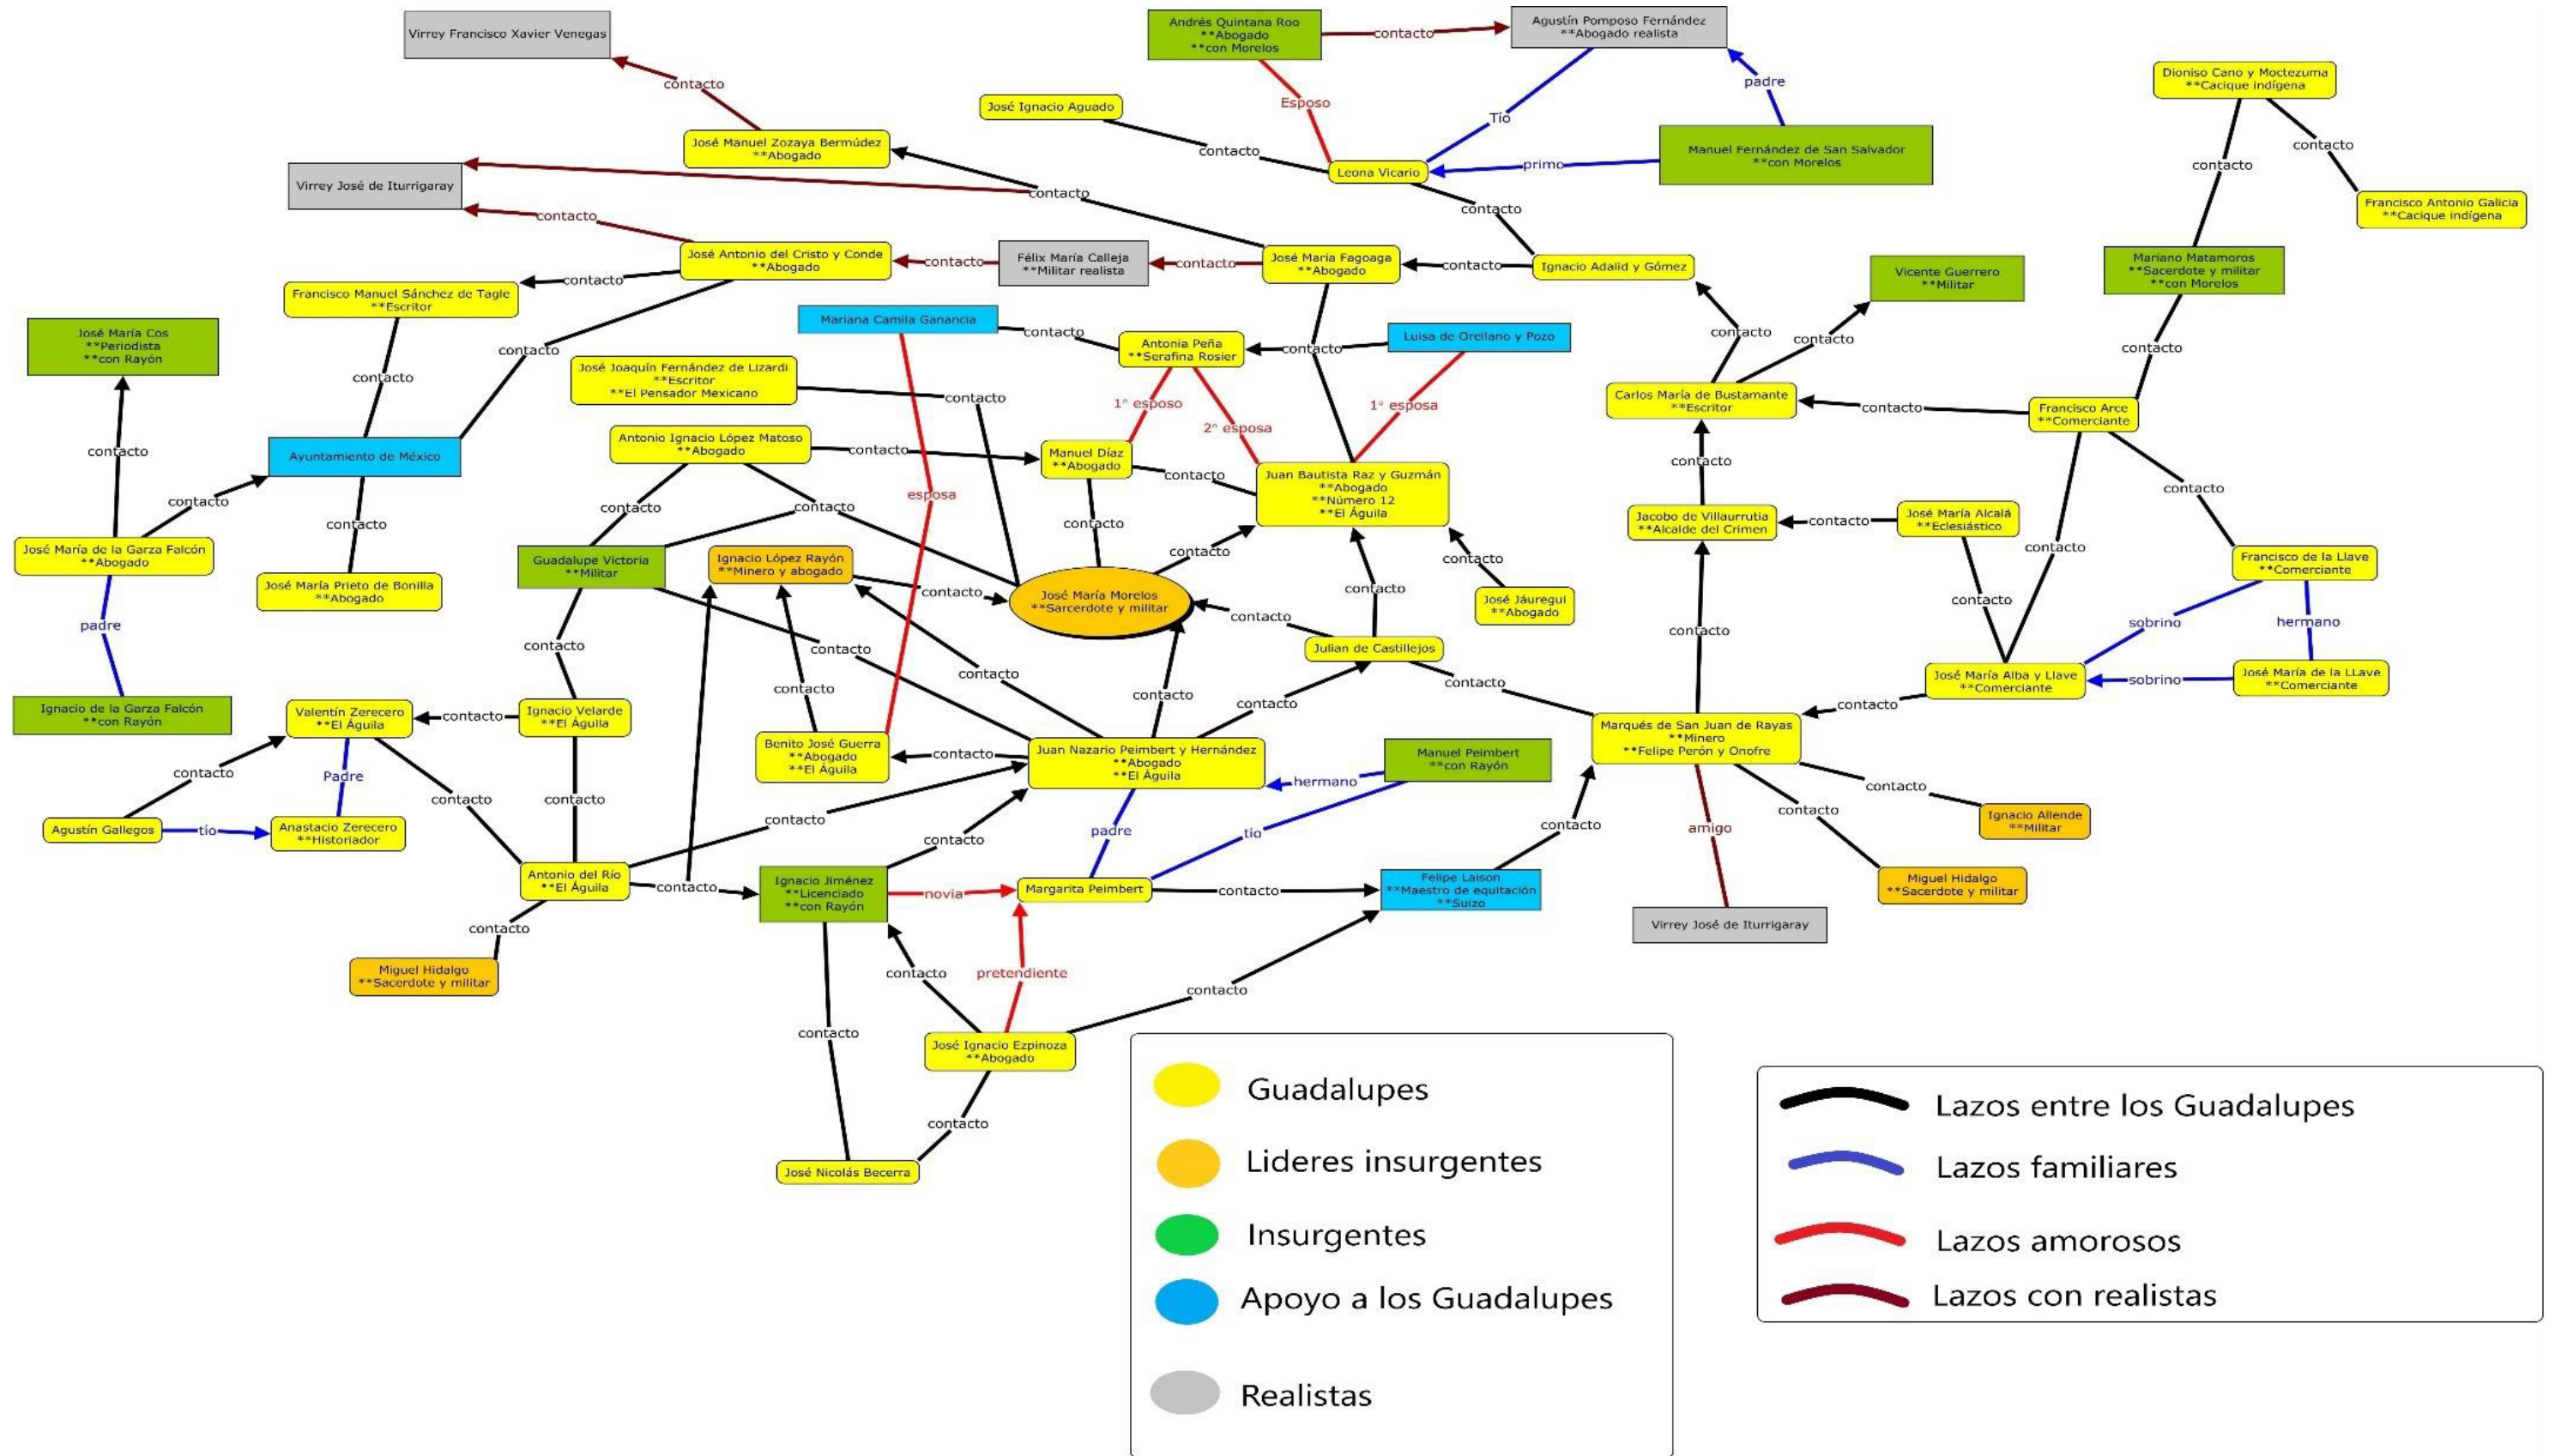 Virrey Francisco Xavier Venegas
Andrés Quintana Roo
**Abogado
**con Morelos
contacto
Agustín Pomposo Fernández
**Abogado realista
contacto
padre
Dioniso Cano y Moctezuma
**Cacique indígena
José Ignacio Aguado
Esposo
Tío
José Manuel Zozaya Bermúdez
**Abogado
contacto
Manuel Fernández de San Salvador
**con Morelos
contacto
contacto
Virrey José de Iturrigaray
Leona Vicario
primo
contacto
contacto
contacto
Francisco Antonio Galicia
**Cacique indígena
José Antonio del Cristo y Conde
**Abogado
contacto
Félix María Calleja
**Militar realista
contacto
José María Fagoaga
**Abogado
contacto
Ignacio Adalid y Gómez
Vicente Guerrero
**Militar
Mariano Matamoros
**Sacerdote y militar
**con Morelos
Francisco Manuel Sánchez de Tagle
**Escritor
contacto
José María Cos
**Periodista
**con Rayón
Mariana Camila Ganancia
contacto
Antonia Peña
**Serafina Rosier
contacto
Luisa de Orellano y Pozo
contacto
contacto
contacto
contacto
contacto
José Joaquín Fernández de Lizardi
**Escritor
**El Pensador Mexicano
contacto
1° esposo
2° esposa
1° esposa
Carlos María de Bustamante
**Escritor
contacto
Francisco Arce
**Comerciante
contacto
Ayuntamiento de México
Antonio Ignacio López Matoso
**Abogado
contacto
Manuel Díaz
**Abogado
contacto
Juan Bautista Raz y Guzmán
**Abogado
**Número 12
**El Águila
contacto
contacto
contacto
contacto
esposa
contacto
contacto
contacto
Jacobo de Villaurrutia
**Alcalde del Crimen
contacto
José María Alcalá
**Eclesiástico
contacto
José María de la Garza Falcón
**Abogado
José María Prieto de Bonilla
**Abogado
Guadalupe Victoria
**Militar
Ignacio López Rayón
**Minero y abogado
contacto
José María Morelos
**Sarcerdote y militar
contacto
contacto
contacto
José Jáuregui
**Abogado
Francisco de la Llave
**Comerciante
contacto
padre
contacto
contacto
contacto
Julian de Castillejos
contacto
sobrino
hermano
Ignacio de la Garza Falcón
**con Rayón
Valentín Zerecero
**El Águila
contacto
Ignacio Velarde
**El Águila
contacto
contacto
contacto
contacto
contacto
José María Alba y Llave
**Comerciante
sobrino
José María de la LLave
**Comerciante
contacto
Benito José Guerra
**Abogado
**El Águila
contacto
Juan Nazario Peimbert y Hernández
**Abogado
**El Águila
Manuel Peimbert
**con Rayón
hermano
Marqués de San Juan de Rayas
**Minero
**Felipe Perón y Onofre
contacto
Padre
contacto
contacto
contacto
contacto
contacto
Agustín Gallegos
tío
Anastacio Zerecero
**Historiador
contacto
padre
tío
contacto
amigo
Ignacio Allende
**Militar
Antonio del Río
**El Águila
contacto
Ignacio Jiménez
**Licenciado
**con Rayón
novia
Margarita Peimbert
contacto
Felipe Laison
**Maestro de equitación
**Suizo
Miguel Hidalgo
**Sacerdote y militar
contacto
Virrey José de Iturrigaray
Miguel Hidalgo
**Sacerdote y militar
contacto
pretendiente
contacto
contacto
José Ignacio Ezpinoza
**Abogado
contacto
José Nicolás Becerra
Guadalupes
Lideres insurgentes
Insurgentes
Apoyo a los Guadalupes
Realistas
Lazos entre los Guadalupes
Lazos familiares
Lazos amorosos
Lazos con realistas